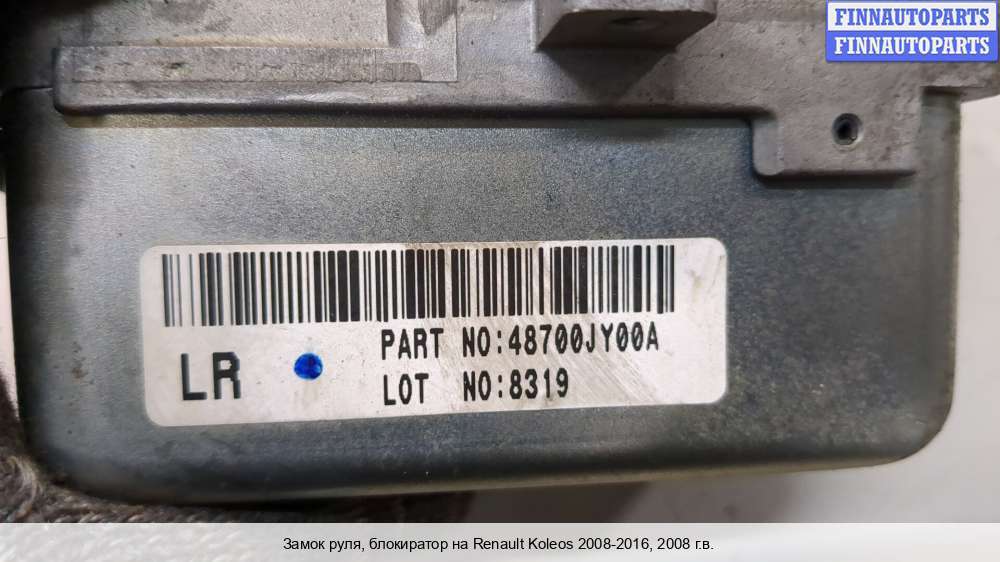 FINNAUTOPARTS
FINNAUTOPARTS
LR
PART NO:48700JY00A
LOT NO:8319
Замок руля, блокиратор на Renault Koleos 2008-2016, 2008 г.в.